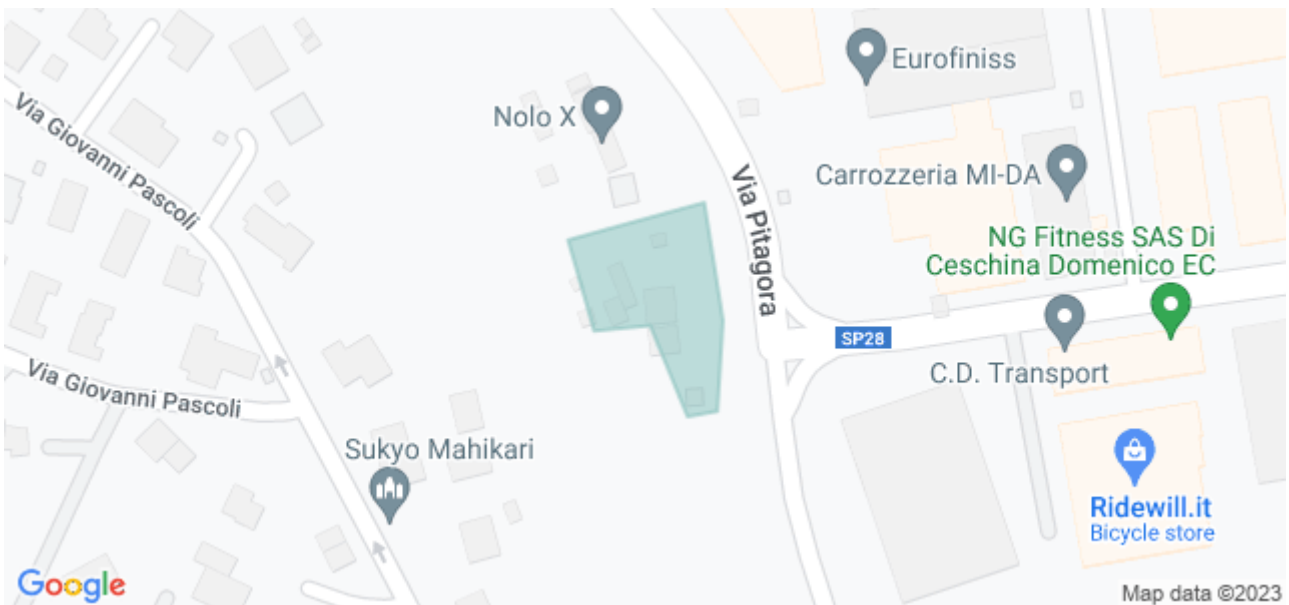 Eurofiniss
Nolo X
Via Giovanni Pascoli
Carrozzeria MI-DA
Via Pitagora
NG Fitness SAS Di
Ceschina Domenico EC
SP28
C.D. Transport
Via Giovanni Pascoli
Sukyo Mahikari
Ridewill.it
Bicycle store
Google
Map data ©2023